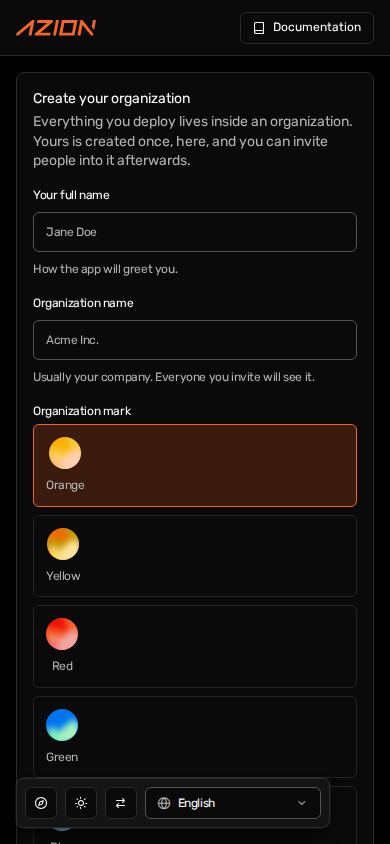 AZION
Documentation
Create your organization
Everything you deploy lives inside an organization.
Yours is created once, here, and you can invite
people into it afterwards.
Your full name
Jane Doe
How the app will greet you.
Organization name
Acme Inc.
Usually your company. Everyone you invite will see it.
Organization mark
Orange
Yellow
Red
Green
English